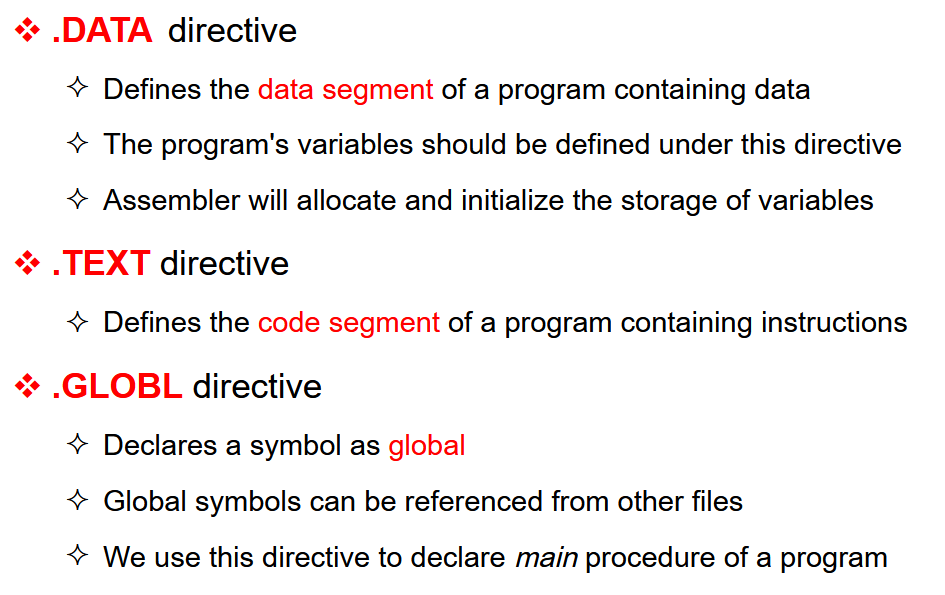 ❖ .DATA directive
✧ Defines the data segment of a program containing data
✧ The program's variables should be defined under this directive
✧ Assembler will allocate and initialize the storage of variables
❖ .TEXT directive
✧ Defines the code segment of a program containing instructions
❖ .GLOBL directive
✧ Declares a symbol as global
✧ Global symbols can be referenced from other files
✧ We use this directive to declare main procedure of a program